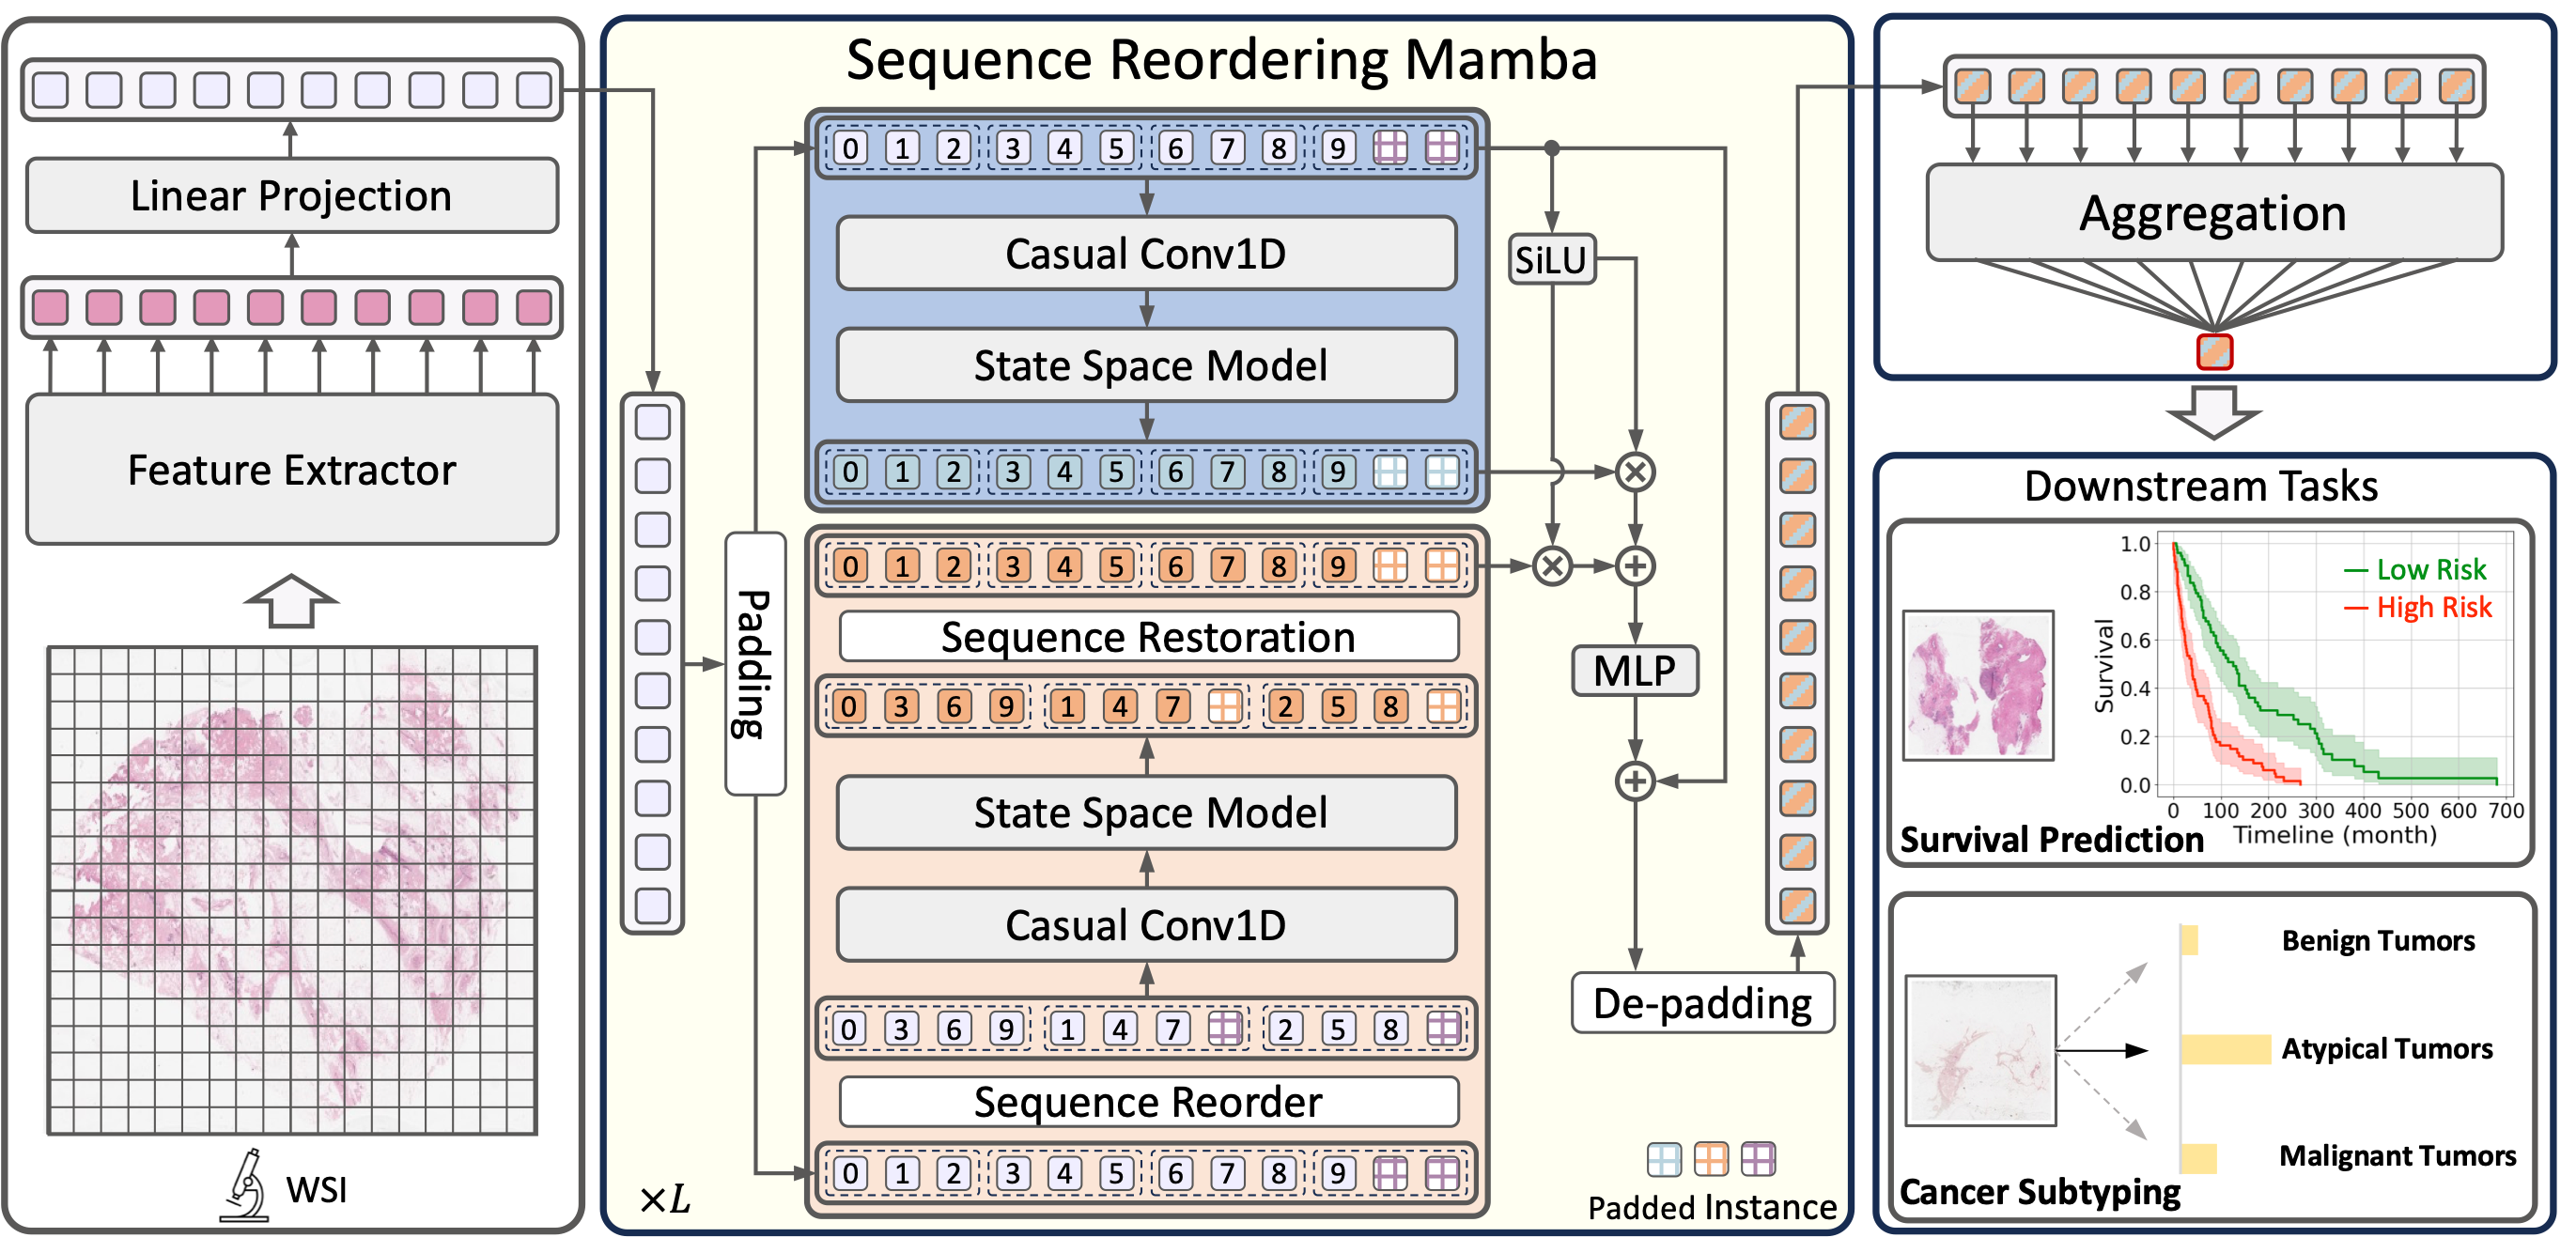 Linear Projection
Feature Extractor
WSI
Sequence Reordering Mamba
0 1 2 3 4 5 6 7 8 9
Casual Conv1D
State Space Model
0 1 2 3 4 5 6 7 8 9
SiLU
Padding
0 1 2 3 4 5 6 7 8 9
Sequence Restoration
0 3 6 9 1 4 7 2 5 8
State Space Model
Casual Conv1D
0 3 6 9 1 4 7 2 5 8
Sequence Reorder
0 1 2 3 4 5 6 7 8 9
×L
MLP
De-padding
Padded Instance
Aggregation
Downstream Tasks
Survival
1.0
0.8
0.6
0.4
0.2
0.0
Low Risk
High Risk
0 100 200 300 400 500 600 700
Timeline (month)
Survival Prediction
Benign Tumors
Atypical Tumors
Malignant Tumors
Cancer Subtyping